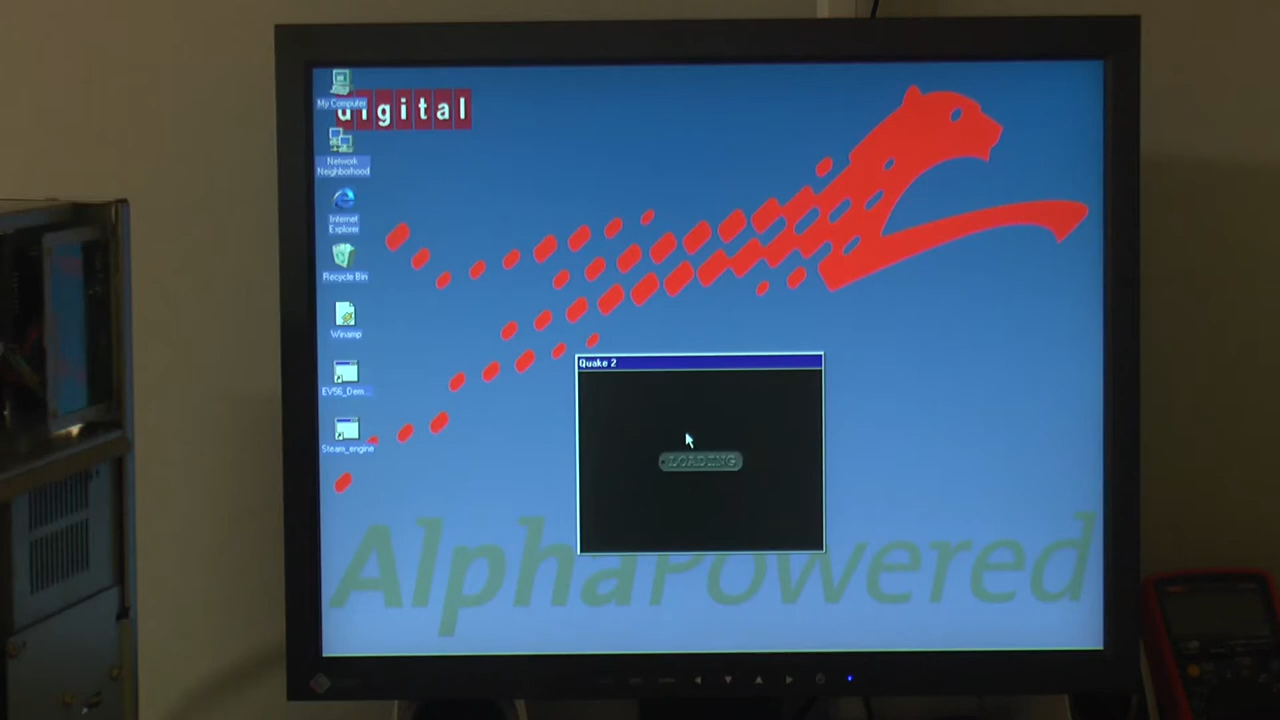 My Computer
digital
Network
Neighborhood
Internet
Explorer
Recycle Bin
Winamp
EV56_Dem...
Steam_engine
Quake 2
LOADING
AlphaPowered